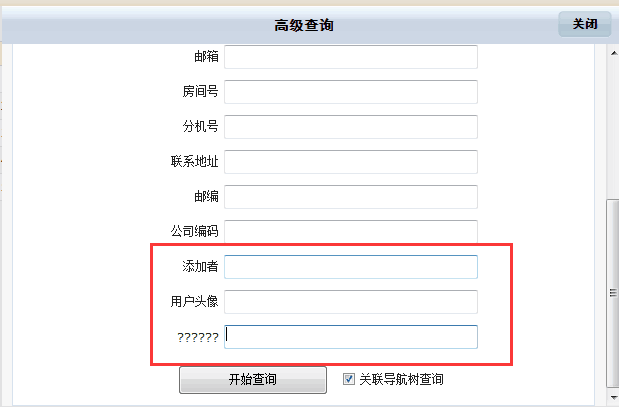 高级查询
关闭
邮箱
房间号
分机号
联系地址
邮编
公司编码
添加者
用户头像
??????
开始查询
关联导航树查询